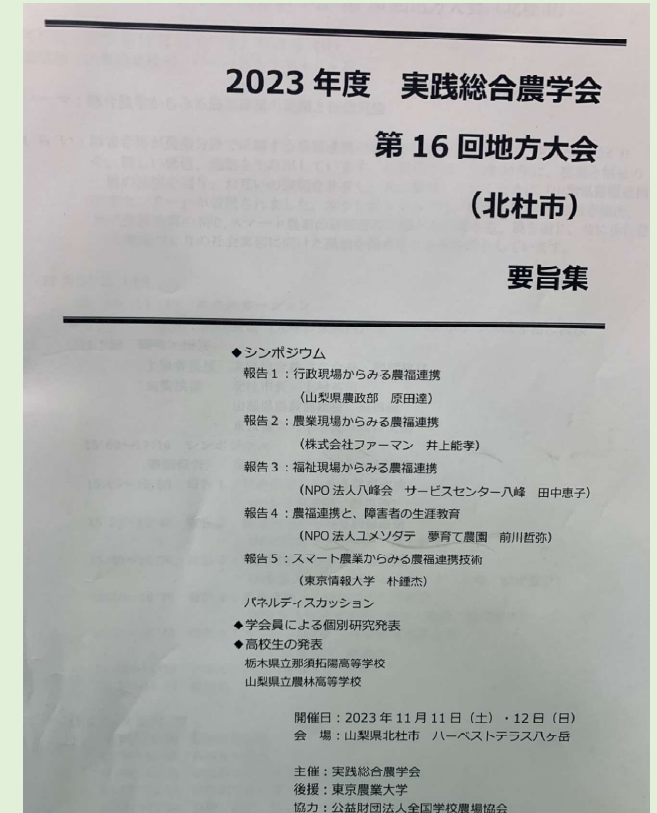 2023 年度　実践総合農学会
第 16 回地方大会
（北杜市）
要旨集
◆シンポジウム
報告１：行政現場からみる農福連携
（山梨県農政部　原田達）
報告２：農業現場からみる農福連携
（株式会社ファーマン　井上能孝）
報告３：福祉現場からみる農福連携
（NPO 法人八峰会　サービスセンター八峰　田中恵子）
報告４：農福連携と、障害者の生涯教育
（NPO 法人ユメソダテ　夢育て農園　前川哲弥）
報告５：スマート農業からみる農福連携技術
（東京情報大学　朴鍾杰）
パネルディスカッション
◆学会員による個別研究発表
◆高校生の発表
栃木県立那須拓陽高等学校
山梨県立農林高等学校
開催日：2023 年 11 月 11 日（土）・12 日（日）
会　場：山梨県北杜市　ハーベストテラス八ヶ岳
主催：実践総合農学会
後援：東京農業大学
協力：公益財団法人全国学校農場協会